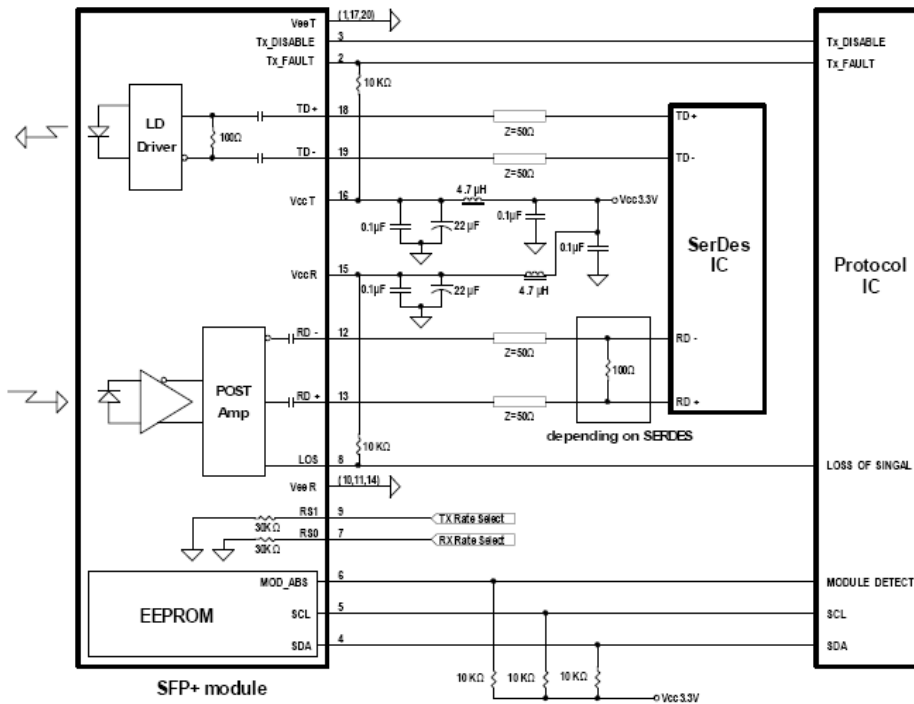 VeeT (1,17,20)
Tx_DISABLE 3 Tx_DISABLE
Tx_FAULT 2 Tx_FAULT
10 KΩ
LD
Driver
100Ω
TD+ 18 TD+
Z=50Ω
TD- 19 TD-
Z=50Ω
VccT 16
4.7 μH
Vcc3.3V
0.1μF
22 μF
0.1μF
0.1μF
SerDes
IC
Protocol
IC
VccR 15
0.1μF
22 μF
4.7 μH
RD - 12 RD -
Z=50Ω
100Ω
POST
Amp
RD + 13 RD +
Z=50Ω
depending on SERDES
10 KΩ
LOS 8 LOSS OF SINGAL
VeeR (10,11,14)
RS1 9 TX Rate Select
30KΩ
RS0 7 RX Rate Select
30KΩ
MOD_ABS 6 MODULE DETECT
EEPROM
SCL 5 SCL
SDA 4 SDA
10 KΩ 10 KΩ 10 KΩ
SFP+ module
Vcc3.3V